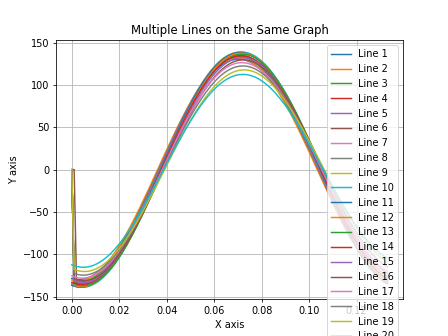 Multiple Lines on the Same Graph
150
100
50
0
−50
−100
−150
Y axis
0.00
0.02
0.04
0.06
0.08
0.10
X axis
Line 1
Line 2
Line 3
Line 4
Line 5
Line 6
Line 7
Line 8
Line 9
Line 10
Line 11
Line 12
Line 13
Line 14
Line 15
Line 16
Line 17
Line 18
Line 19
Line 20